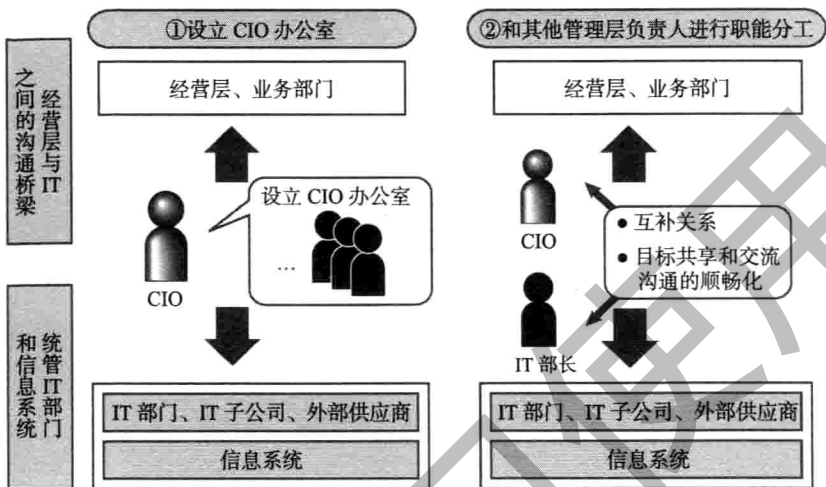 ①设立 CIO 办公室
②和其他管理层负责人进行职能分工
经营层与IT
之间的沟通桥梁
经营层、业务部门
经营层、业务部门
设立 CIO 办公室
…
CIO
CIO
● 互补关系
● 目标共享和交流
沟通的顺畅化
IT 部长
统管IT部门
和信息系统
IT 部门、IT 子公司、外部供应商
信息系统
IT 部门、IT 子公司、外部供应商
信息系统